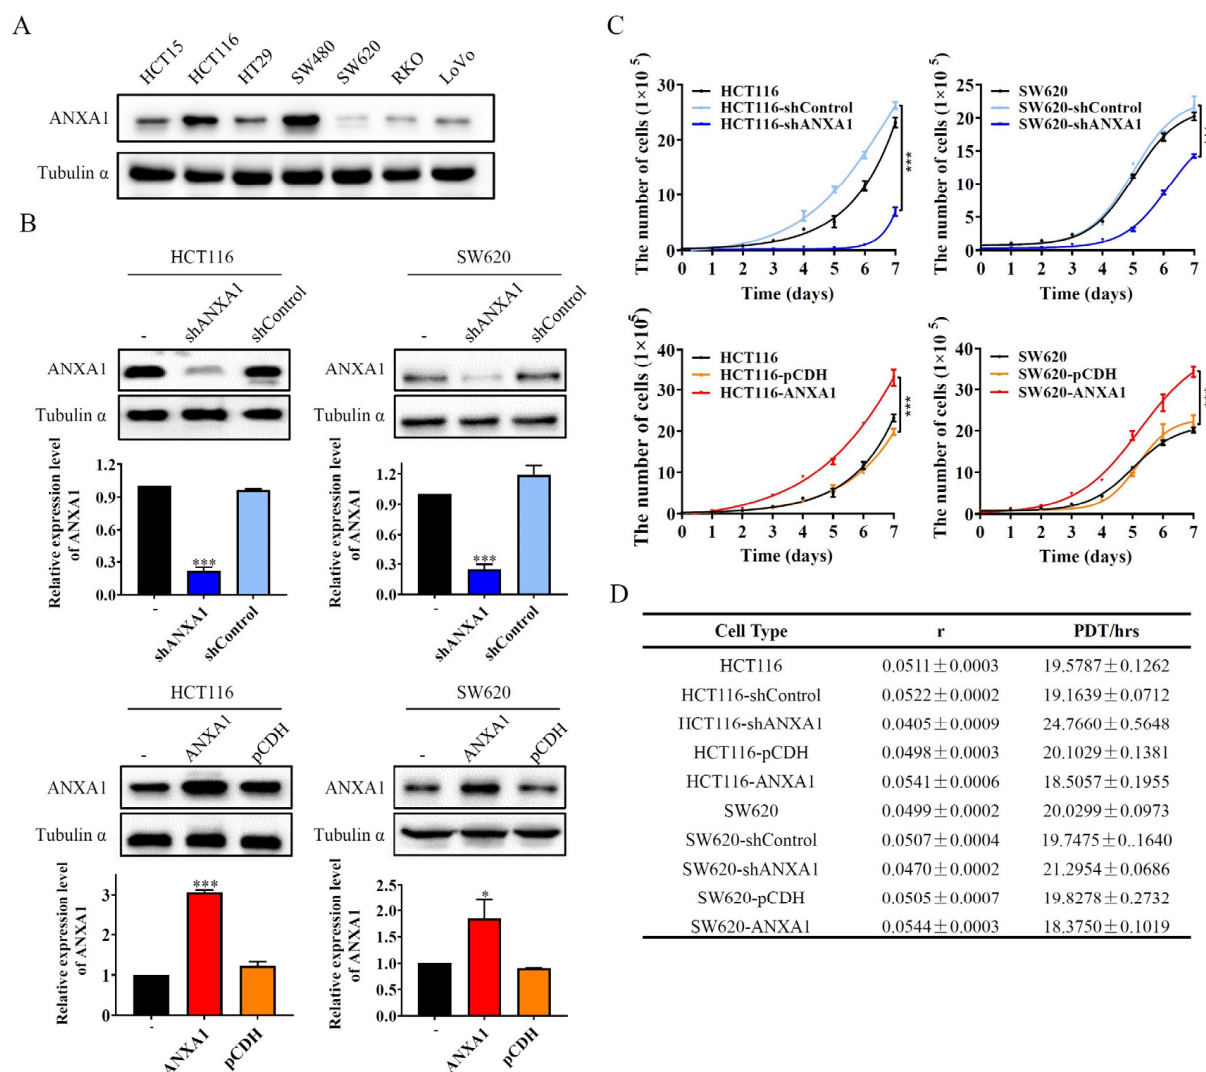 A
HCT15 HCT116 HT29 SW480 SW620 RKO LoVo
ANXA1
Tubulin α
B
HCT116
- shANXA1 shControl
ANXA1
Tubulin α
Relative expression level of ANXA1
1.2
0.9
0.6
0.3
0.0
***
- shANXA1 shControl
SW620
- shANXA1 shControl
ANXA1
Tubulin α
Relative expression level of ANXA1
1.5
1.2
0.9
0.6
0.3
0.0
***
- shANXA1 shControl
HCT116
- ANXA1 pCDH
ANXA1
Tubulin α
Relative expression level of ANXA1
3
2
1
0
***
- ANXA1 pCDH
SW620
- ANXA1 pCDH
ANXA1
Tubulin α
Relative expression level of ANXA1
2.5
2.0
1.5
1.0
0.5
0.0
*
- ANXA1 pCDH
C
The number of cells (1×10⁵)
30
20
10
0
HCT116
HCT116-shControl
HCT116-shANXA1
***
0 1 2 3 4 5 6 7
Time (days)
The number of cells (1×10⁵)
25
20
15
10
5
0
SW620
SW620-shControl
SW620-shANXA1
0 1 2 3 4 5 6 7
Time (days)
The number of cells (1×10⁵)
40
30
20
10
0
HCT116
HCT116-pCDH
HCT116-ANXA1
***
0 1 2 3 4 5 6 7
Time (days)
The number of cells (1×10⁵)
40
30
20
10
0
SW620
SW620-pCDH
SW620-ANXA1
0 1 2 3 4 5 6 7
Time (days)
D
Cell Type r PDT/hrs
HCT116 0.0511±0.0003 19.5787±0.1262
HCT116-shControl 0.0522±0.0002 19.1639±0.0712
HCT116-shANXA1 0.0405±0.0009 24.7660±0.5648
HCT116-pCDH 0.0498±0.0003 20.1029±0.1381
HCT116-ANXA1 0.0541±0.0006 18.5057±0.1955
SW620 0.0499±0.0002 20.0299±0.0973
SW620-shControl 0.0507±0.0004 19.7475±0..1640
SW620-shANXA1 0.0470±0.0002 21.2954±0.0686
SW620-pCDH 0.0505±0.0007 19.8278±0.2732
SW620-ANXA1 0.0544±0.0003 18.3750±0.1019